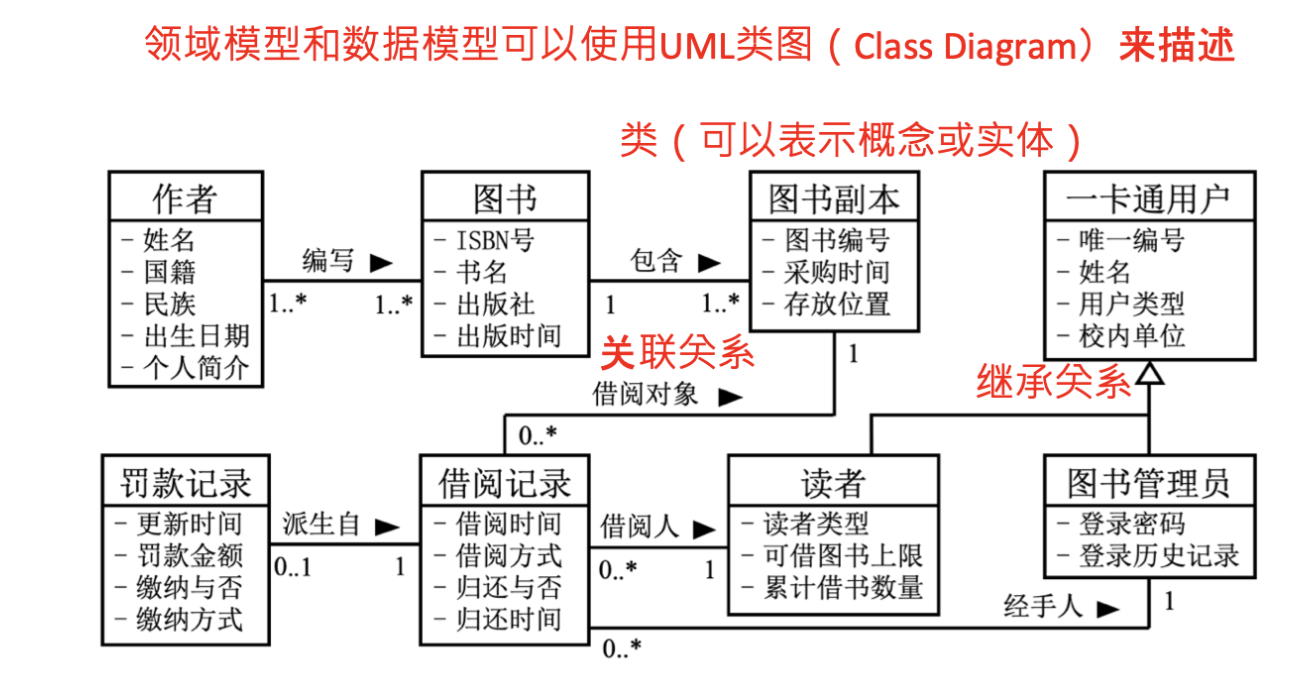 领域模型和数据模型可以使用UML类图（Class Diagram）来描述
类（可以表示概念或实体）
作者
- 姓名
- 国籍
- 民族
- 出生日期
- 个人简介
编写 ▶
1..*
1..*
图书
- ISBN号
- 书名
- 出版社
- 出版时间
包含 ▶
1
1..*
图书副本
- 图书编号
- 采购时间
- 存放位置
一卡通用户
- 唯一编号
- 姓名
- 用户类型
- 校内单位
关联关系
1
继承关系
借阅对象 ▶
0..*
罚款记录
- 更新时间
- 罚款金额
- 缴纳与否
- 缴纳方式
派生自 ▶
0..1
1
借阅记录
- 借阅时间
- 借阅方式
- 归还与否
- 归还时间
借阅人 ▶
0..*
1
读者
- 读者类型
- 可借图书上限
- 累计借书数量
图书管理员
- 登录密码
- 登录历史记录
经手人 ▶
1
0..*